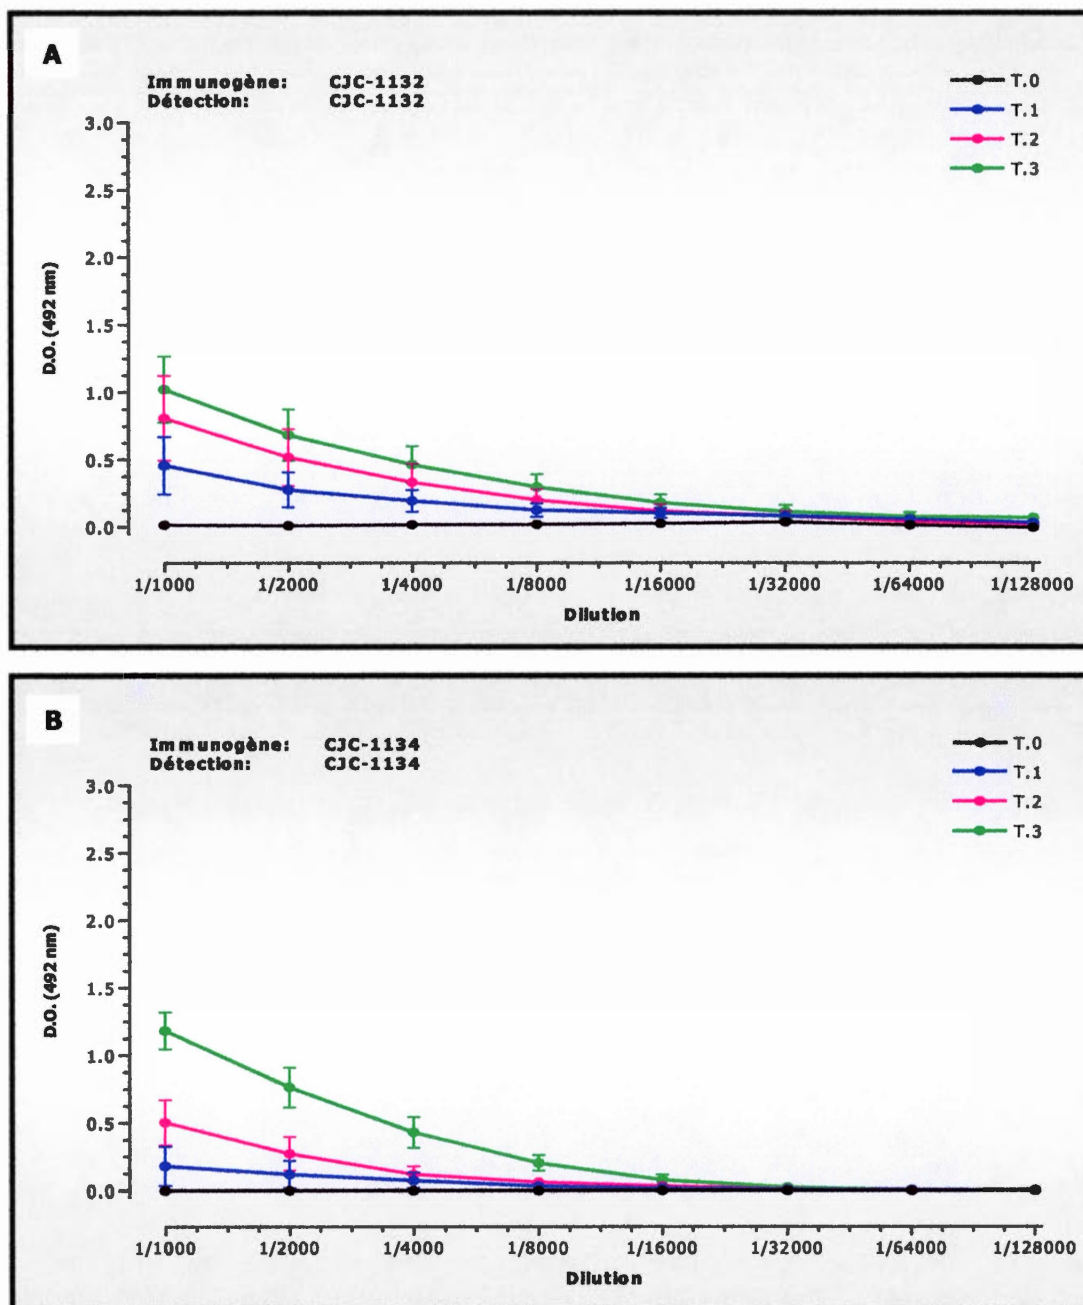 A
Immunogène: CJC-1132
Détection: CJC-1132
T.0
T.1
T.2
T.3
3.0
2.5
2.0
1.5
1.0
0.5
0.0
D.O. (492 nm)
1/1000 1/2000 1/4000 1/8000 1/16000 1/32000 1/64000 1/128000
Dilution
B
Immunogène: CJC-1134
Détection: CJC-1134
T.0
T.1
T.2
T.3
3.0
2.5
2.0
1.5
1.0
0.5
0.0
D.O. (492 nm)
1/1000 1/2000 1/4000 1/8000 1/16000 1/32000 1/64000 1/128000
Dilution